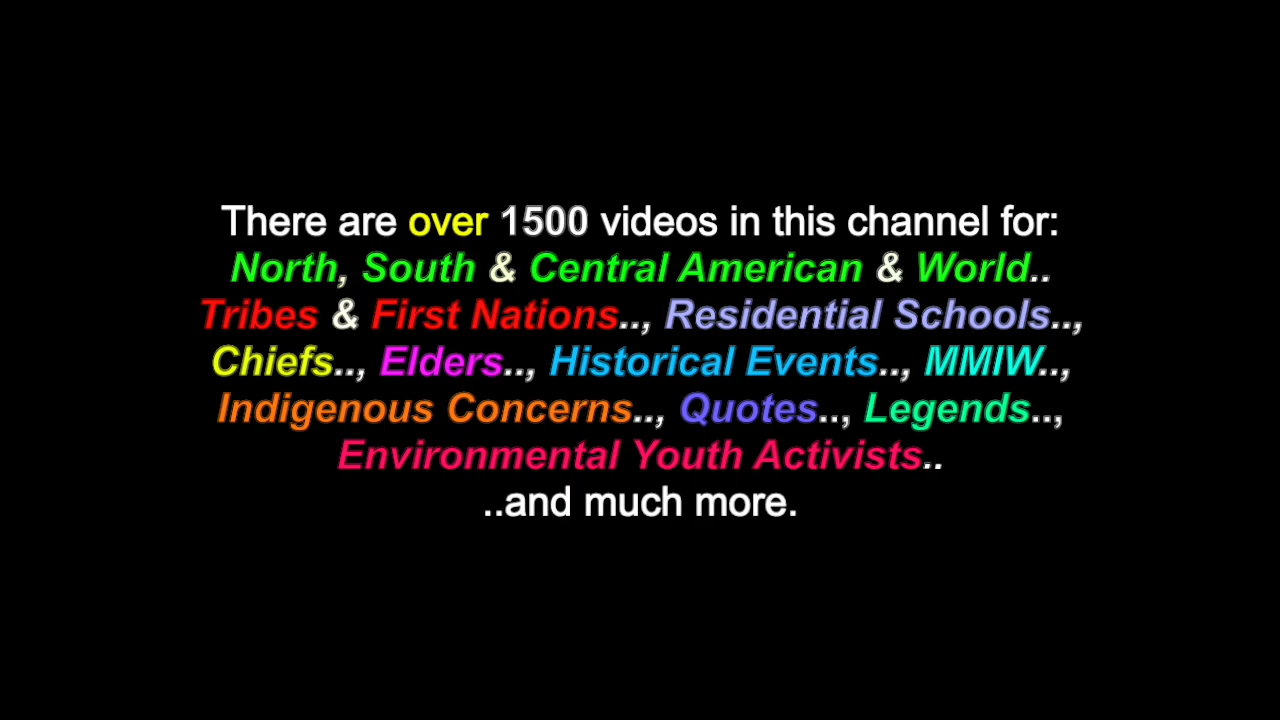 There are over 1500 videos in this channel for:
North, South & Central American & World..
Tribes & First Nations.., Residential Schools..,
Chiefs.., Elders.., Historical Events.., MMIW..,
Indigenous Concerns.., Quotes.., Legends..,
Environmental Youth Activists..
..and much more.